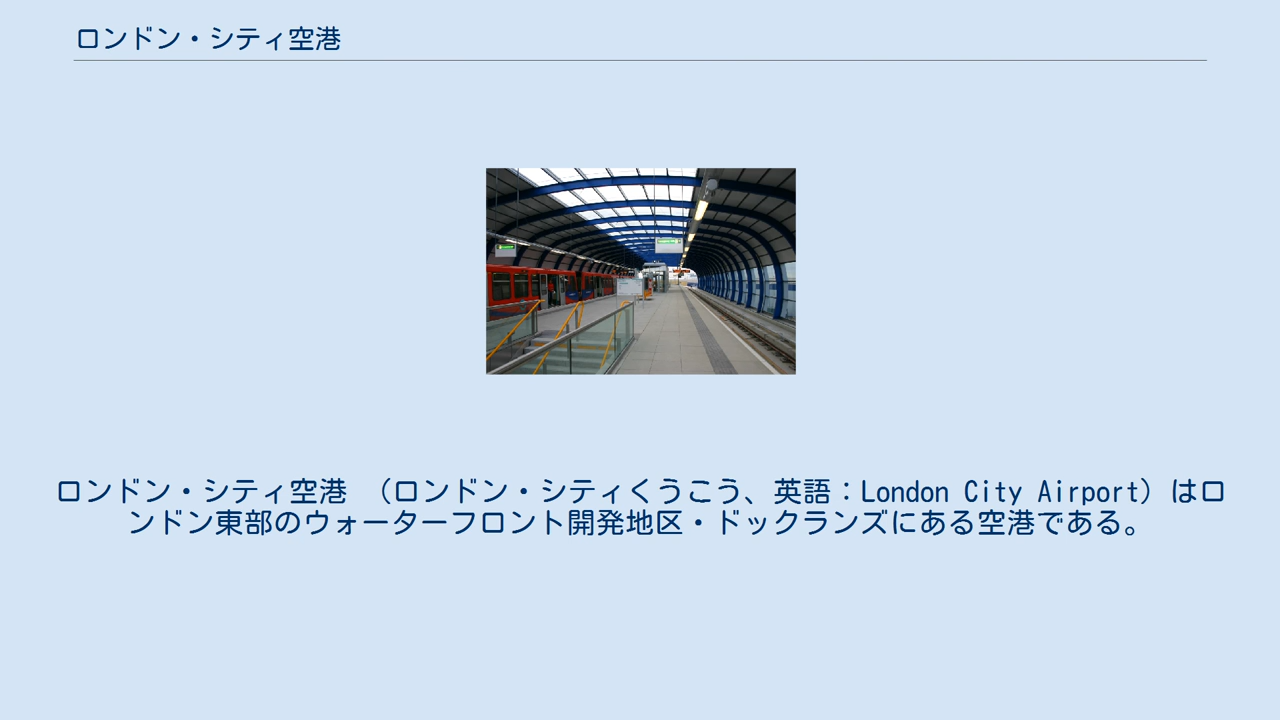 ロンドン・シティ空港
ロンドン・シティ空港 （ロンドン・シティくうこう、英語：London City Airport）はロ
ンドン東部のウォーターフロント開発地区・ドックランズにある空港である。